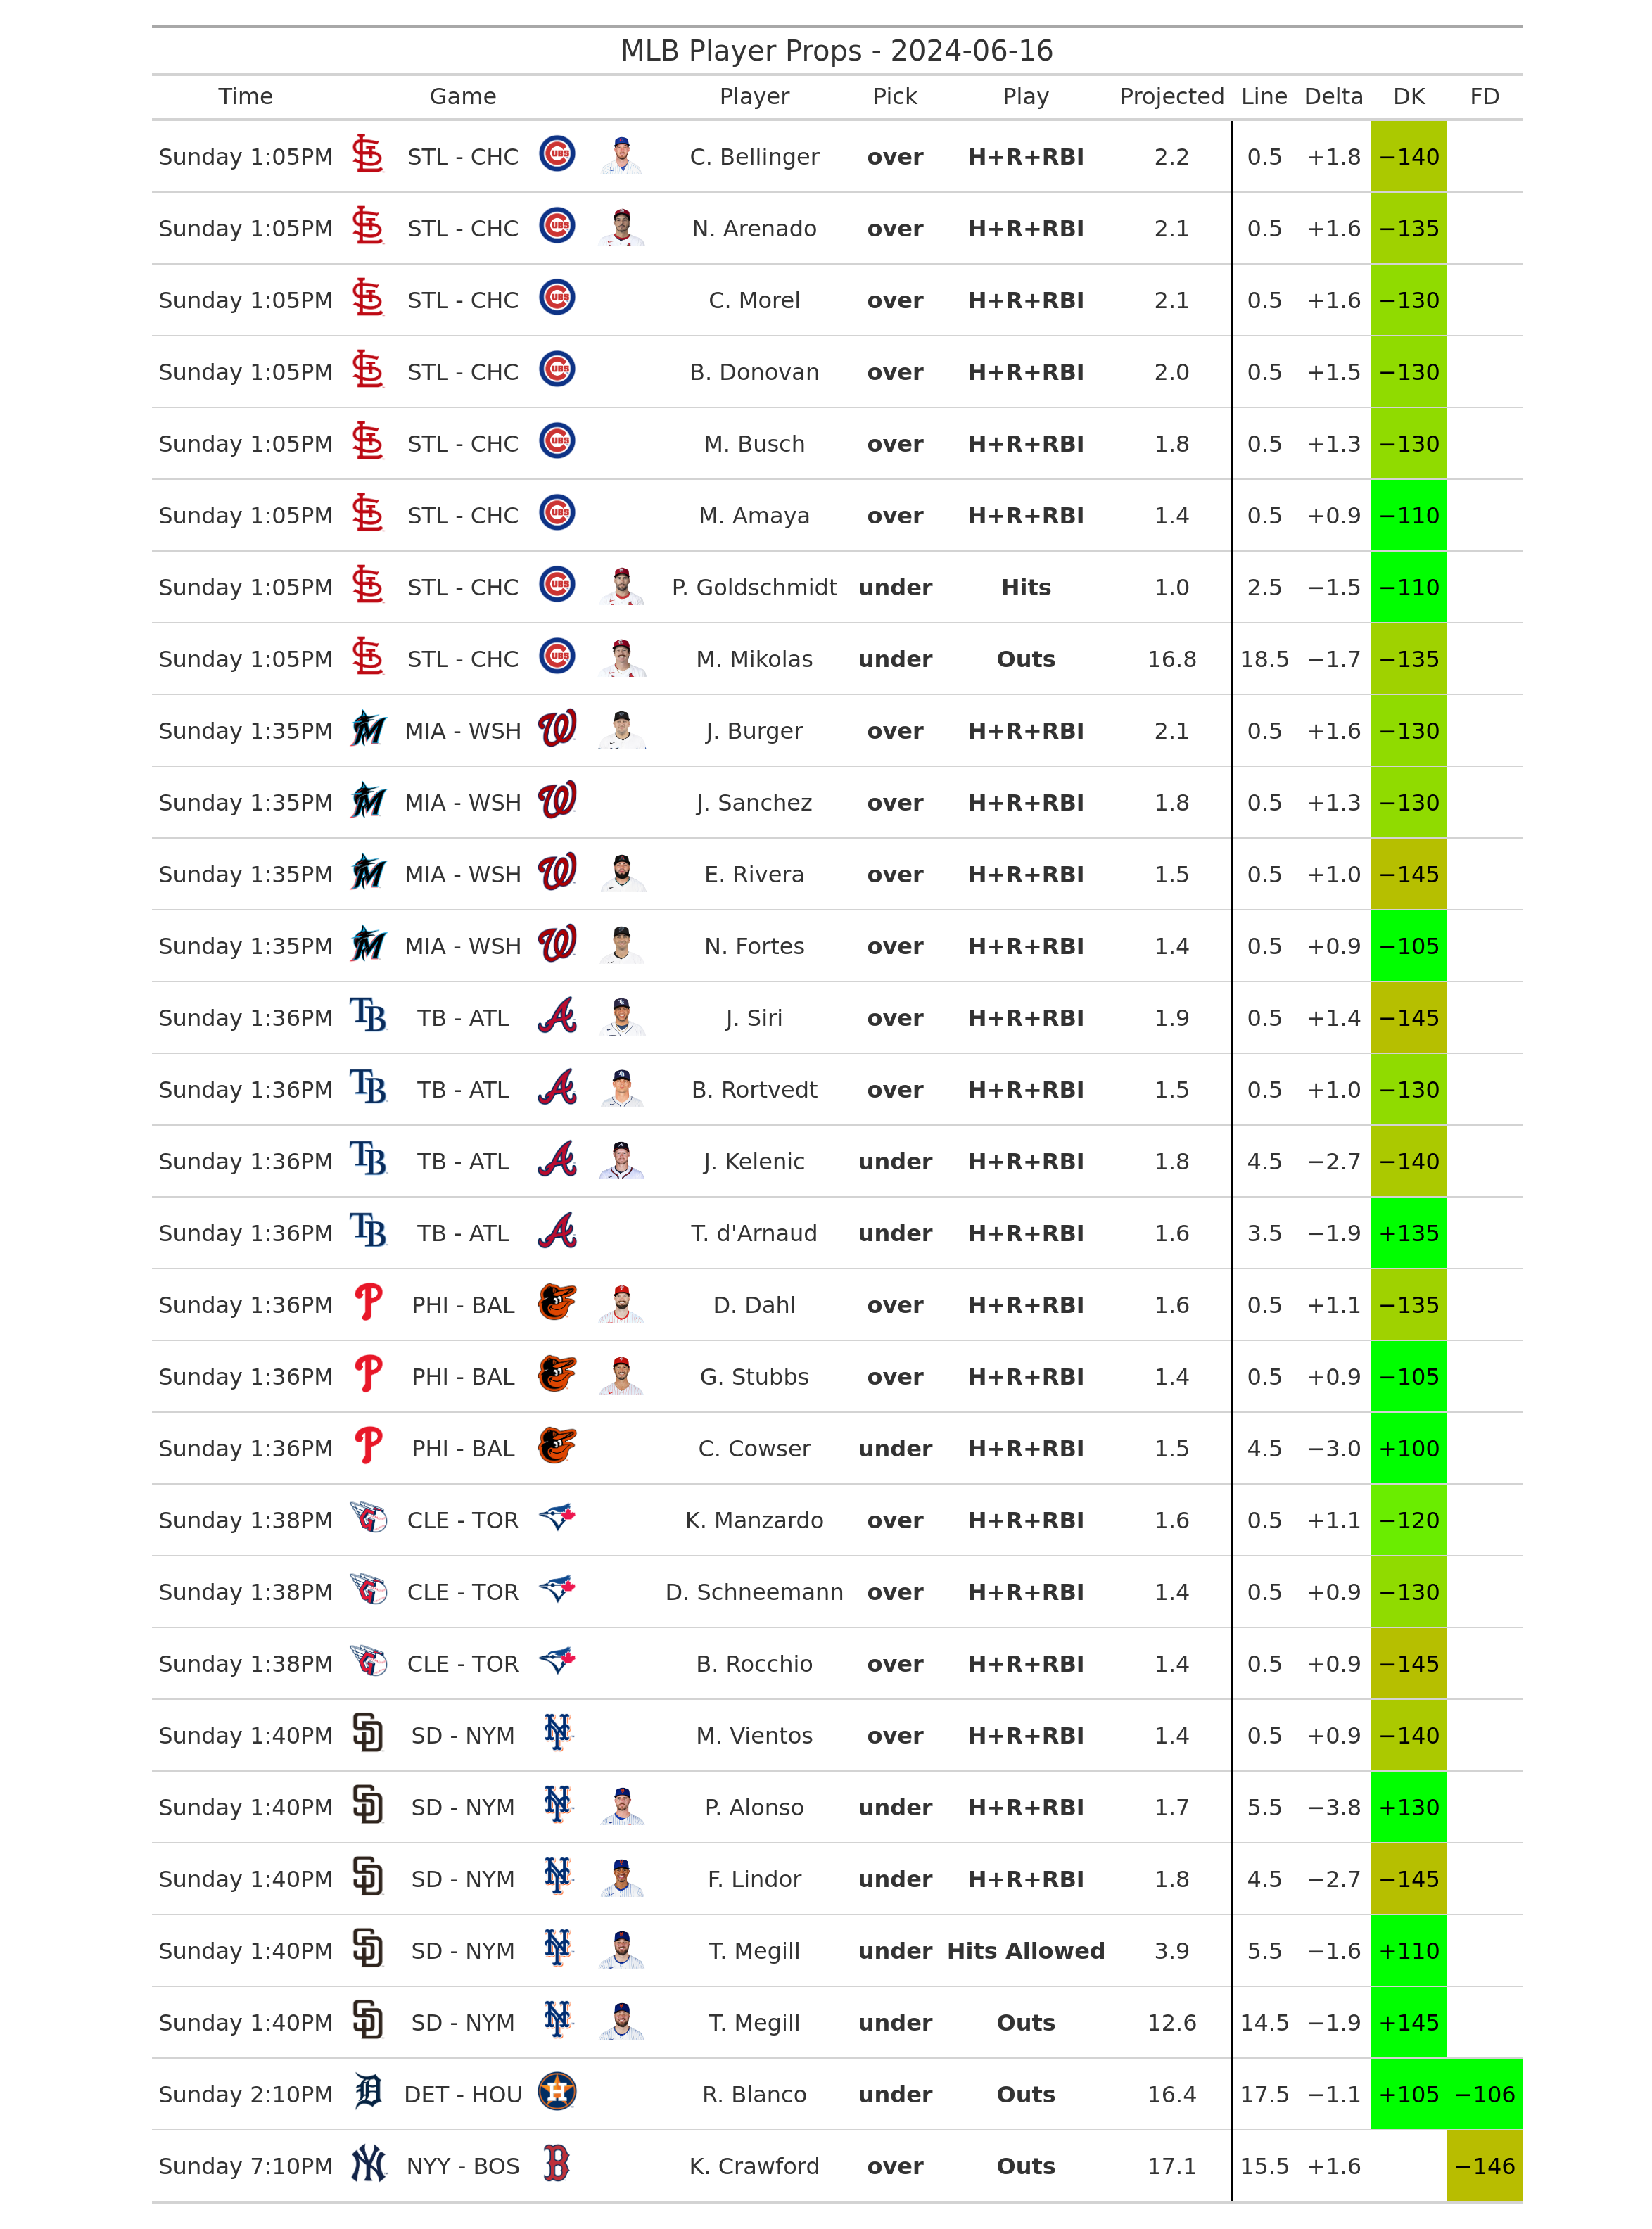 MLB Player Props - 2024-06-16
Time Game Player Pick Play Projected Line Delta DK FD
Sunday 1:05PM STL - CHC C. Bellinger over H+R+RBI 2.2 0.5 +1.8 −140
Sunday 1:05PM STL - CHC N. Arenado over H+R+RBI 2.1 0.5 +1.6 −135
Sunday 1:05PM STL - CHC C. Morel over H+R+RBI 2.1 0.5 +1.6 −130
Sunday 1:05PM STL - CHC B. Donovan over H+R+RBI 2.0 0.5 +1.5 −130
Sunday 1:05PM STL - CHC M. Busch over H+R+RBI 1.8 0.5 +1.3 −130
Sunday 1:05PM STL - CHC M. Amaya over H+R+RBI 1.4 0.5 +0.9 −110
Sunday 1:05PM STL - CHC P. Goldschmidt under Hits 1.0 2.5 −1.5 −110
Sunday 1:05PM STL - CHC M. Mikolas under Outs 16.8 18.5 −1.7 −135
Sunday 1:35PM MIA - WSH J. Burger over H+R+RBI 2.1 0.5 +1.6 −130
Sunday 1:35PM MIA - WSH J. Sanchez over H+R+RBI 1.8 0.5 +1.3 −130
Sunday 1:35PM MIA - WSH E. Rivera over H+R+RBI 1.5 0.5 +1.0 −145
Sunday 1:35PM MIA - WSH N. Fortes over H+R+RBI 1.4 0.5 +0.9 −105
Sunday 1:36PM TB - ATL J. Siri over H+R+RBI 1.9 0.5 +1.4 −145
Sunday 1:36PM TB - ATL B. Rortvedt over H+R+RBI 1.5 0.5 +1.0 −130
Sunday 1:36PM TB - ATL J. Kelenic under H+R+RBI 1.8 4.5 −2.7 −140
Sunday 1:36PM TB - ATL T. d'Arnaud under H+R+RBI 1.6 3.5 −1.9 +135
Sunday 1:36PM PHI - BAL D. Dahl over H+R+RBI 1.6 0.5 +1.1 −135
Sunday 1:36PM PHI - BAL G. Stubbs over H+R+RBI 1.4 0.5 +0.9 −105
Sunday 1:36PM PHI - BAL C. Cowser under H+R+RBI 1.5 4.5 −3.0 +100
Sunday 1:38PM CLE - TOR K. Manzardo over H+R+RBI 1.6 0.5 +1.1 −120
Sunday 1:38PM CLE - TOR D. Schneemann over H+R+RBI 1.4 0.5 +0.9 −130
Sunday 1:38PM CLE - TOR B. Rocchio over H+R+RBI 1.4 0.5 +0.9 −145
Sunday 1:40PM SD - NYM M. Vientos over H+R+RBI 1.4 0.5 +0.9 −140
Sunday 1:40PM SD - NYM P. Alonso under H+R+RBI 1.7 5.5 −3.8 +130
Sunday 1:40PM SD - NYM F. Lindor under H+R+RBI 1.8 4.5 −2.7 −145
Sunday 1:40PM SD - NYM T. Megill under Hits Allowed 3.9 5.5 −1.6 +110
Sunday 1:40PM SD - NYM T. Megill under Outs 12.6 14.5 −1.9 +145
Sunday 2:10PM DET - HOU R. Blanco under Outs 16.4 17.5 −1.1 +105 −106
Sunday 7:10PM NYY - BOS K. Crawford over Outs 17.1 15.5 +1.6 −146